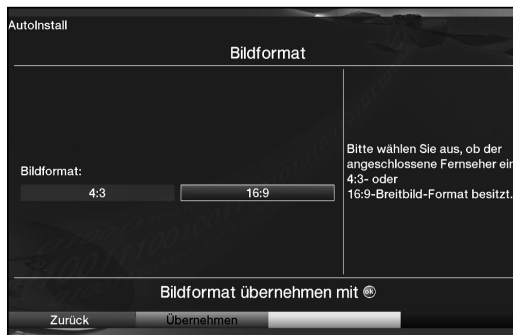 AutoInstall
Bildformat
Bildformat:
4:3
16:9
Bitte wählen Sie aus, ob der
angeschlossene Fernseher ein
4:3- oder
16:9-Breitbild-Format besitzt.
Bildformat übernehmen mit ok
Zurück
Übernehmen